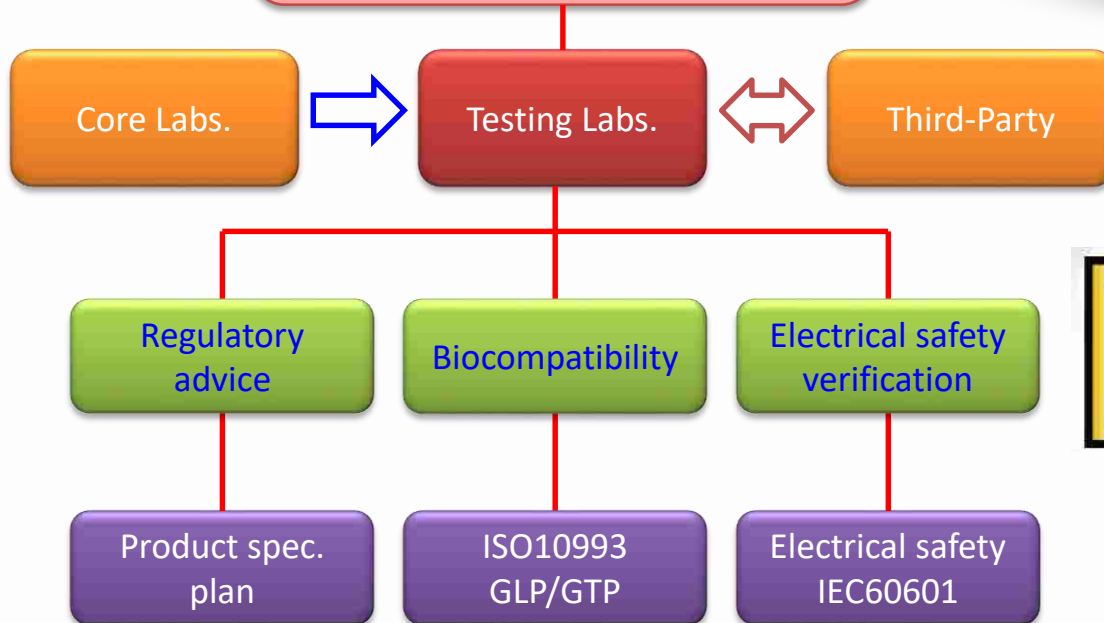 Core Labs.
Testing Labs.
Third-Party
Regulatory
advice
Biocompatibility
Electrical safety
verification
Product spec.
plan
ISO10993
GLP/GTP
Electrical safety
IEC60601